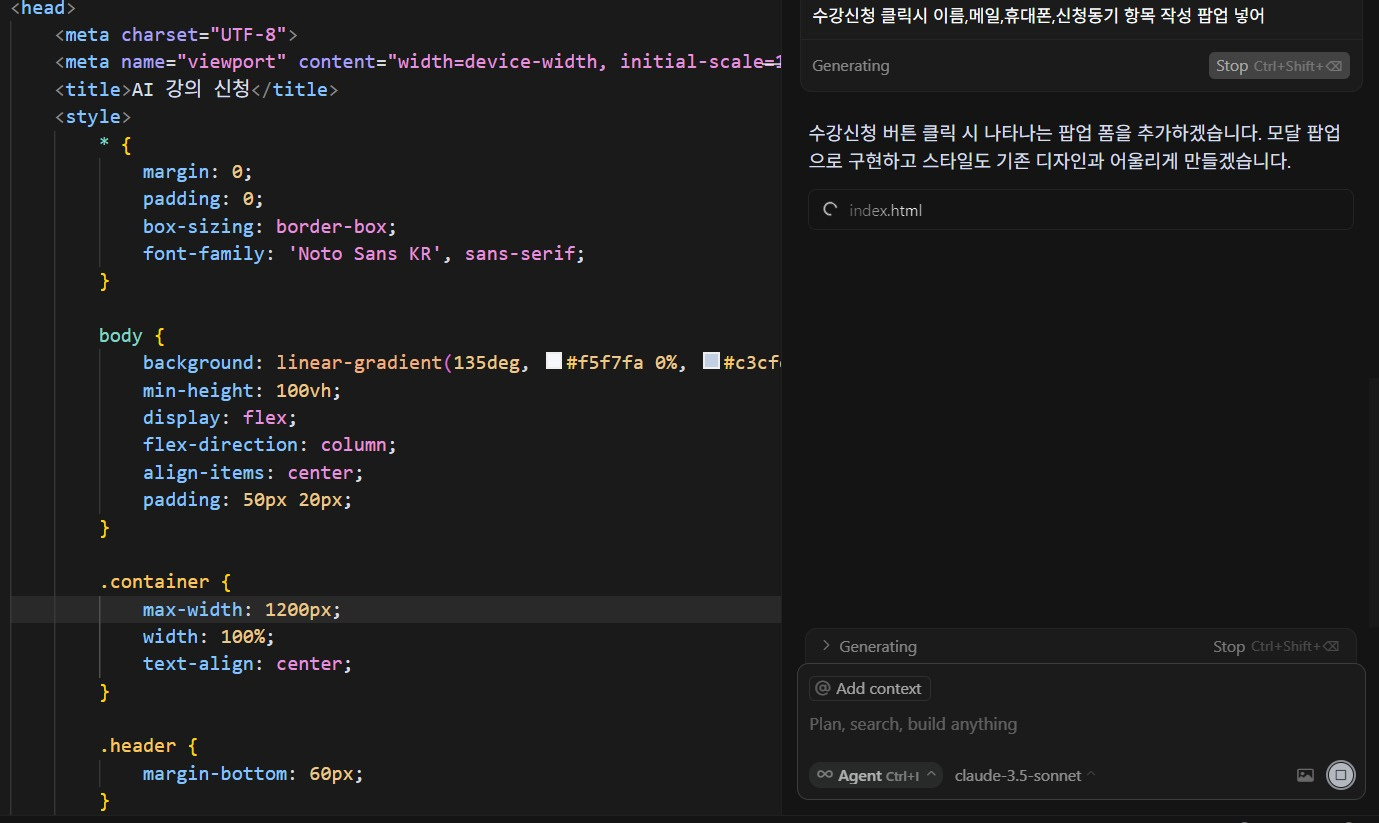 <head>
<meta charset="UTF-8">
<meta name="viewport" content="width=device-width, initial-scale=1
<title>AI 강의 신청</title>
<style>
* {
margin: 0;
padding: 0;
box-sizing: border-box;
font-family: 'Noto Sans KR', sans-serif;
}
body {
background: linear-gradient(135deg, #f5f7fa 0%, #c3cf
min-height: 100vh;
display: flex;
flex-direction: column;
align-items: center;
padding: 50px 20px;
}
.container {
max-width: 1200px;
width: 100%;
text-align: center;
}
.header {
margin-bottom: 60px;
}
수강신청 클릭시 이름,메일,휴대폰,신청동기 항목 작성 팝업 넣어
Generating
Stop Ctrl+Shift+⌫
수강신청 버튼 클릭 시 나타나는 팝업 폼을 추가하겠습니다. 모달 팝업
으로 구현하고 스타일도 기존 디자인과 어울리게 만들겠습니다.
index.html
> Generating
Stop Ctrl+Shift+⌫
@ Add context
Plan, search, build anything
∞ Agent Ctrl+I ^ claude-3.5-sonnet ^